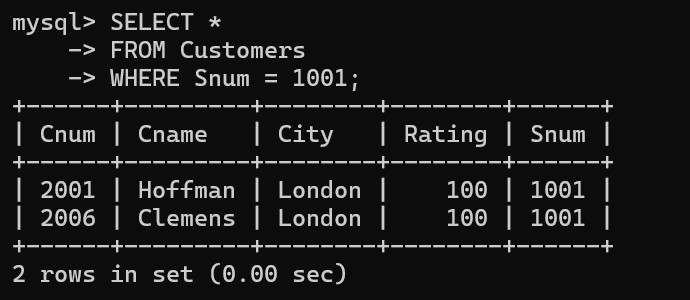 mysql> SELECT *
    -> FROM Customers
    -> WHERE Snum = 1001;
+------+---------+--------+--------+------+
| Cnum | Cname   | City   | Rating | Snum |
+------+---------+--------+--------+------+
| 2001 | Hoffman | London |    100 | 1001 |
| 2006 | Clemens | London |    100 | 1001 |
+------+---------+--------+--------+------+
2 rows in set (0.00 sec)